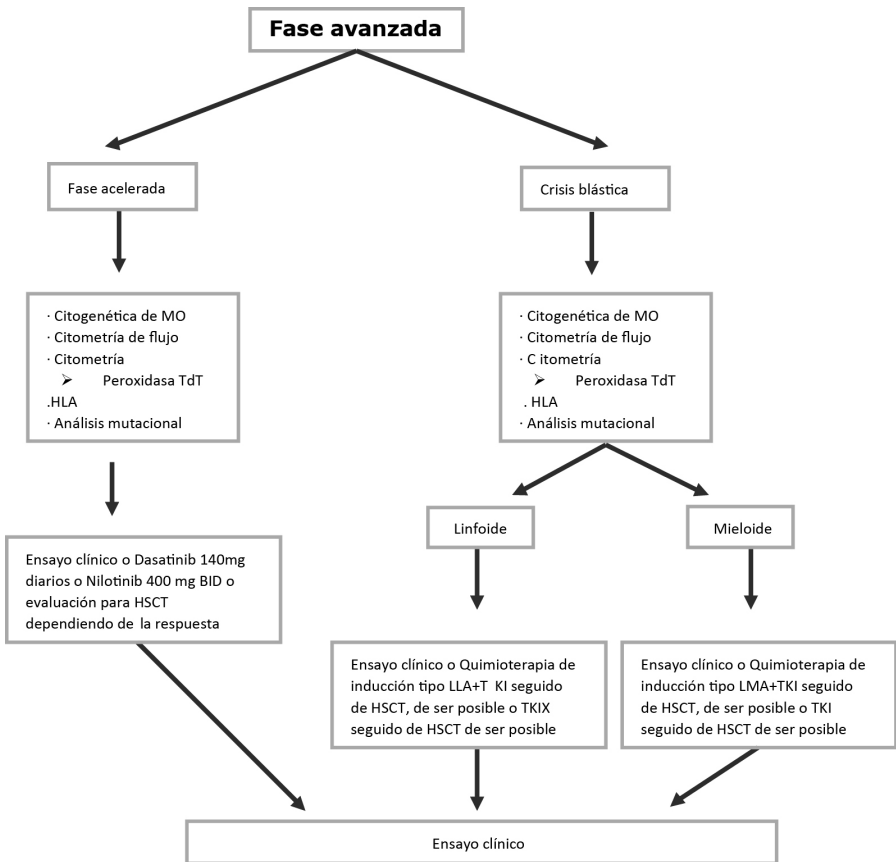 Fase avanzada
Fase acelerada
Crisis blástica
· Citogenética de MO
· Citometría de flujo
· Citometría
➢ Peroxidasa TdT
.HLA
· Análisis mutacional
· Citogenética de MO
· Citometría de flujo
· C itometría
➢ Peroxidasa TdT
. HLA
· Análisis mutacional
Linfoide
Mieloide
Ensayo clínico o Dasatinib 140mg
diarios o Nilotinib 400 mg BID o
evaluación para HSCT
dependiendo de la respuesta
Ensayo clínico o Quimioterapia de
inducción tipo LLA+T KI seguido
de HSCT, de ser posible o TKIX
seguido de HSCT de ser posible
Ensayo clínico o Quimioterapia de
inducción tipo LMA+TKI seguido
de HSCT, de ser posible o TKI
seguido de HSCT de ser posible
Ensayo clínico